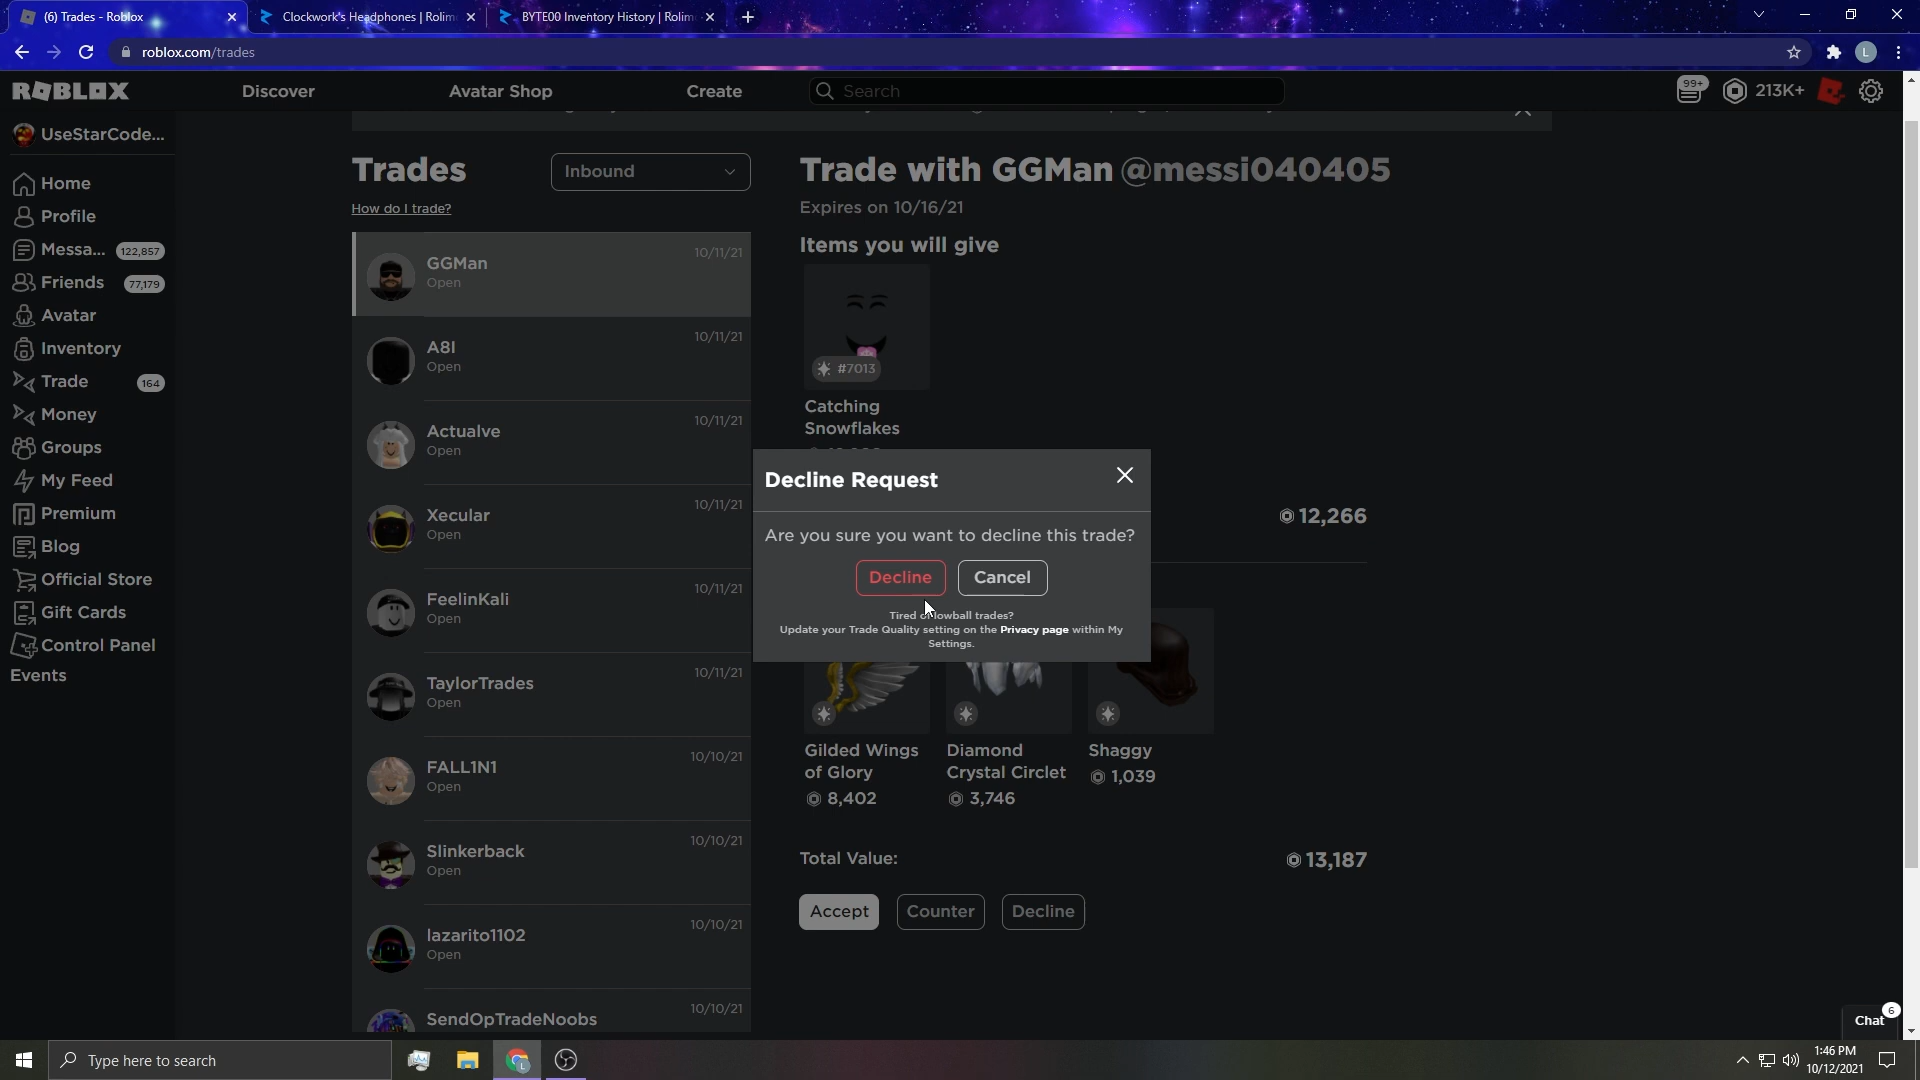 (6) Trades - Roblox
Clockwork's Headphones | Rolim
BYTE00 Inventory History | Rolim
roblox.com/trades
L
ROBLOX
Discover
Avatar Shop
Create
Search
99+
213K+
UseStarCode...
Home
Profile
Messa... 122,857
Friends 77,179
Avatar
Inventory
Trade 164
Money
Groups
My Feed
Premium
Blog
Official Store
Gift Cards
Control Panel
Events
Trades
Inbound
How do I trade?
GGMan 10/11/21
Open
A8I 10/11/21
Open
Actualve 10/11/21
Open
Xecular 10/11/21
Open
FeelinKali 10/11/21
Open
TaylorTrades 10/11/21
Open
FALL1N1 10/10/21
Open
Slinkerback 10/10/21
Open
lazarito1102 10/10/21
Open
SendOpTradeNoobs 10/10/21
Trade with GGMan @messi040405
Expires on 10/16/21
Items you will give
#7013
Catching
Snowflakes
12,266
Decline Request
Are you sure you want to decline this trade?
Decline Cancel
Tired of lowball trades?
Update your Trade Quality setting on the Privacy page within My
Settings.
Gilded Wings
of Glory
8,402
Diamond
Crystal Circlet
3,746
Shaggy
1,039
Total Value: 13,187
Accept Counter Decline
Chat 6
Type here to search
1:46 PM
10/12/2021